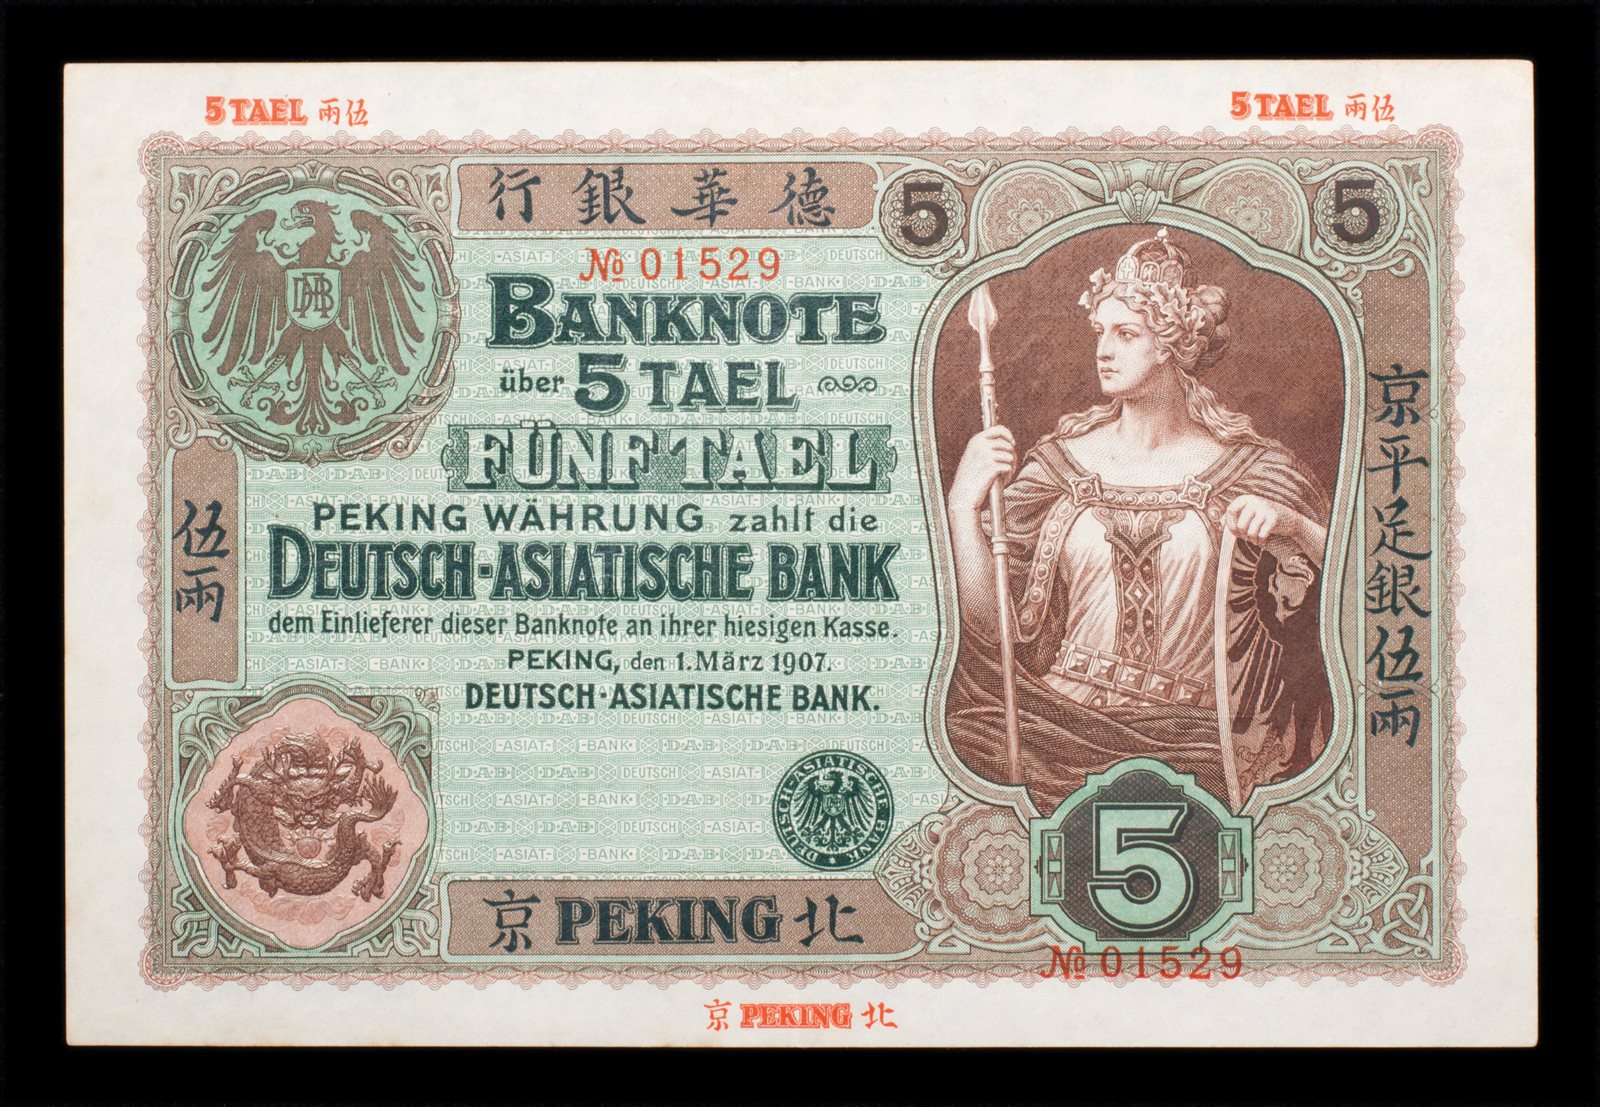 5 TAEL 兩伍
5 TAEL 兩伍
行銀華德
5
5
№ 01529
BANKNOTE
über 5 TAEL
FÜNF TAEL
PEKING WÄHRUNG zahlt die
DEUTSCH-ASIATISCHE BANK
dem Einlieferer dieser Banknote an ihrer hiesigen Kasse.
PEKING, den 1. März 1907.
DEUTSCH-ASIATISCHE BANK.
伍兩
京平足銀伍兩
DEUTSCH-ASIATISCHE BANK
京 PEKING 北
5
№ 01529
京 PEKING 北